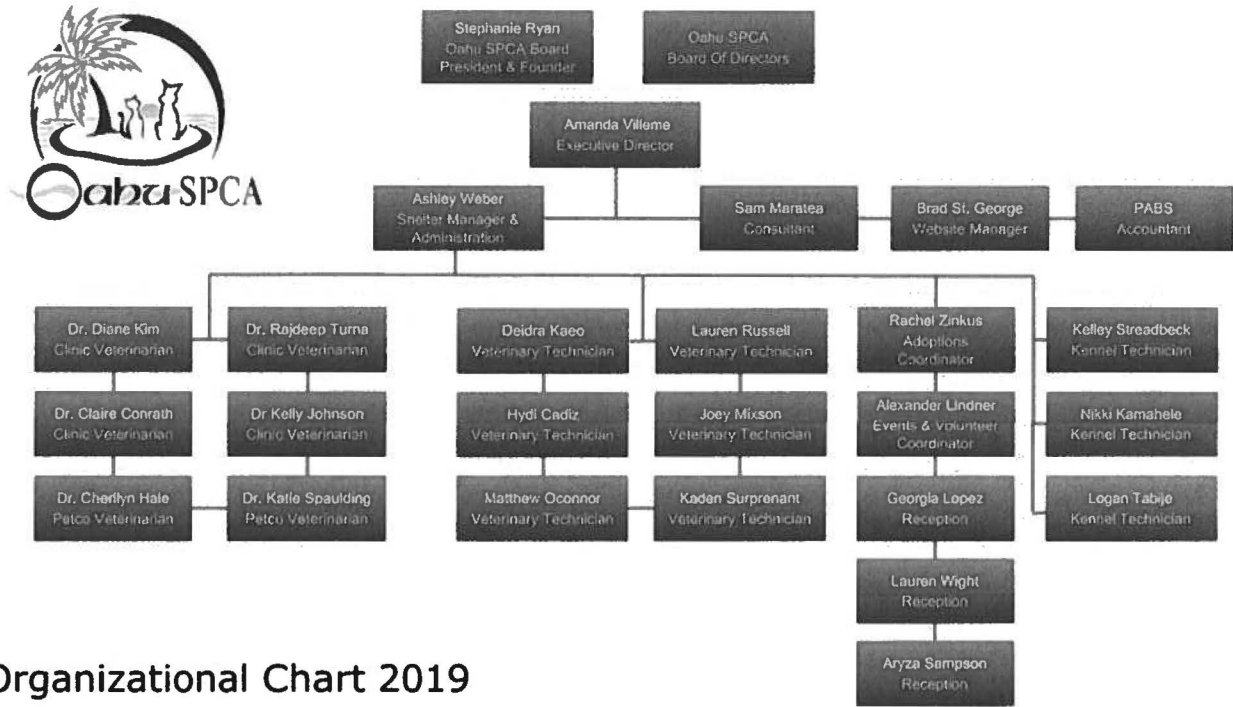 Stephanie Ryan
Oahu SPCA Board
President & Founder
Oahu SPCA
Board Of Directors
Amanda Villeme
Executive Director
Oahu SPCA
Ashley Weber
Shelter Manager &
Administration
Sam Maratea
Consultant
Brad St. George
Website Manager
PABS
Accountant
Dr. Diane Kim
Clinic Veterinarian
Dr. Rajdeep Turna
Clinic Veterinarian
Deidra Kaeo
Veterinary Technician
Lauren Russell
Veterinary Technician
Rachel Zinkus
Adoptions
Coordinator
Kelley Streadbeck
Kennel Technician
Dr. Claire Conrath
Clinic Veterinarian
Dr Kelly Johnson
Clinic Veterinarian
Hydi Cadiz
Veterinary Technician
Joey Mixson
Veterinary Technician
Alexander Lindner
Events & Volunteer
Coordinator
Nikki Kamahele
Kennel Technician
Dr. Cherilyn Hale
Petco Veterinarian
Dr. Katie Spaulding
Petco Veterinarian
Matthew Oconnor
Veterinary Technician
Kaden Surprenant
Veterinary Technician
Georgia Lopez
Reception
Logan Tabije
Kennel Technician
Lauren Wight
Reception
Aryza Sampson
Reception
Organizational Chart 2019